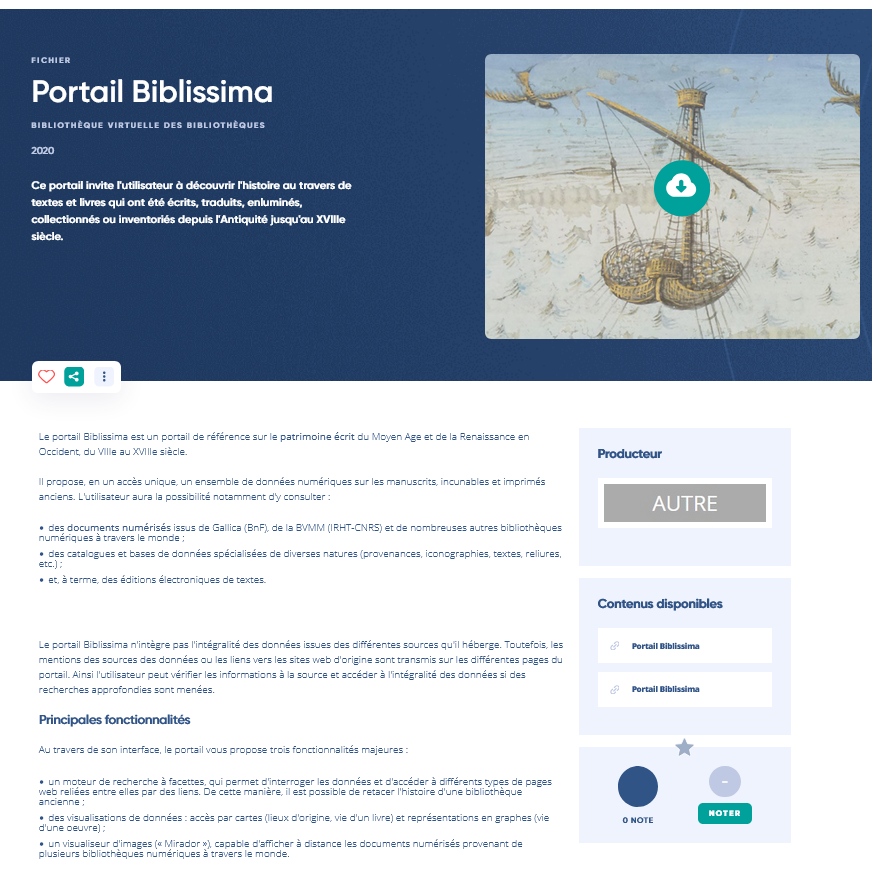 FICHIER
Portail Biblissima
BIBLIOTHÈQUE VIRTUELLE DES BIBLIOTHÈQUES
2020
Ce portail invite l'utilisateur à découvrir l'histoire au travers de
textes et livres qui ont été écrits, traduits, enluminés,
collectionnés ou inventoriés depuis l'Antiquité jusqu'au XVIIIe
siècle.
Le portail Biblissima est un portail de référence sur le patrimoine écrit du Moyen Age et de la Renaissance en
Occident, du VIIIe au XVIIIe siècle.
Il propose, en un accès unique, un ensemble de données numériques sur les manuscrits, incunables et imprimés
anciens. L'utilisateur aura la possibilité notamment d'y consulter :
• des documents numérisés issus de Gallica (BnF), de la BVMM (IRHT-CNRS) et de nombreuses autres bibliothèques
numériques à travers le monde ;
• des catalogues et bases de données spécialisées de diverses natures (provenances, iconographies, textes, reliures,
etc.) ;
• et, à terme, des éditions électroniques de textes.
Le portail Biblissima n'intègre pas l'intégralité des données issues des différentes sources qu'il héberge. Toutefois, les
mentions des sources des données ou les liens vers les sites web d'origine sont transmis sur les différentes pages du
portail. Ainsi l'utilisateur peut vérifier les informations à la source et accéder à l'intégralité des données si des
recherches approfondies sont menées.
Principales fonctionnalités
Au travers de son interface, le portail vous propose trois fonctionnalités majeures :
• un moteur de recherche à facettes, qui permet d'interroger les données et d'accéder à différents types de pages
web reliées entre elles par des liens. De cette manière, il est possible de retacer l'histoire d'une bibliothèque
ancienne ;
• des visualisations de données : accès par cartes (lieux d'origine, vie d'un livre) et représentations en graphes (vie
d'une oeuvre) ;
• un visualiseur d'images (« Mirador »), capable d'afficher à distance les documents numérisés provenant de
plusieurs bibliothèques numériques à travers le monde.
Producteur
AUTRE
Contenus disponibles
Portail Biblissima
Portail Biblissima
–
0 NOTE
NOTER